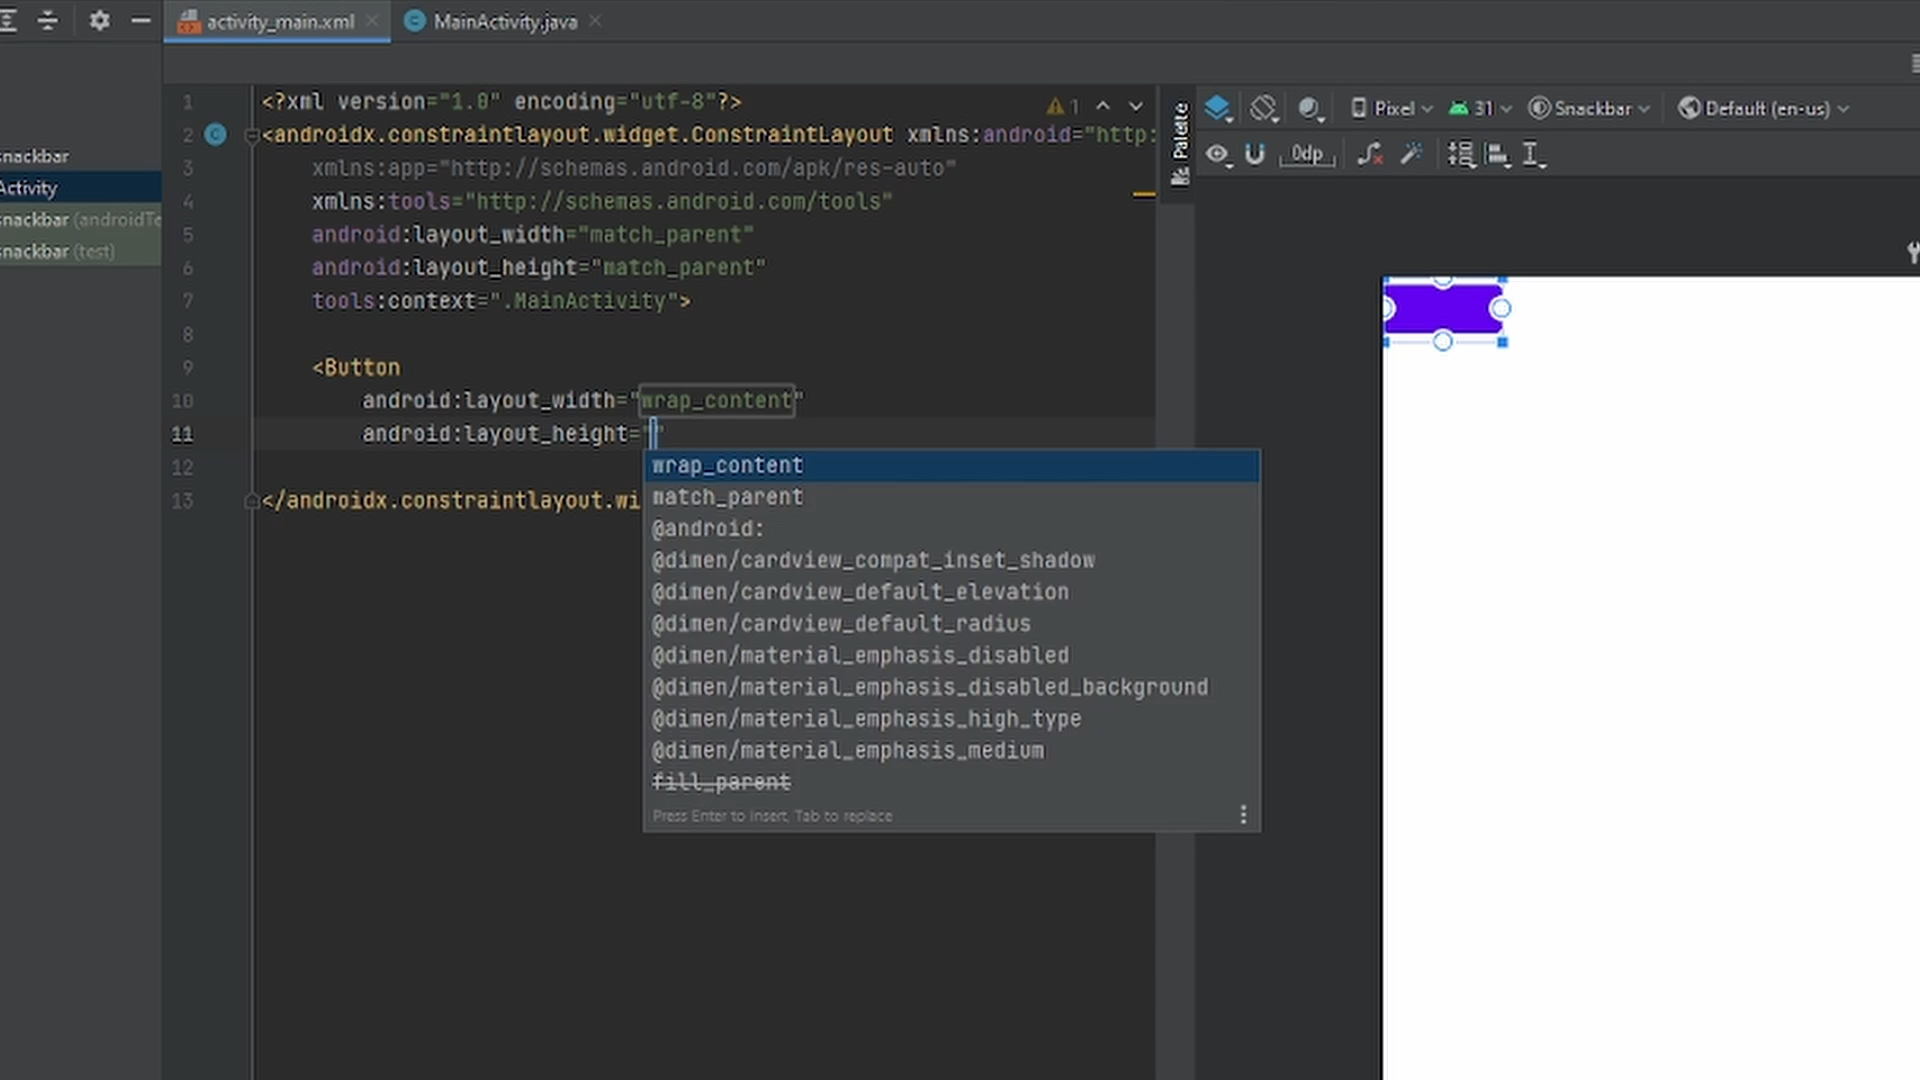 activity_main.xml
MainActivity.java
snackbar
Activity
snackbar (androidTe
snackbar (test)
1 <?xml version="1.0" encoding="utf-8"?>
2 <androidx.constraintlayout.widget.ConstraintLayout xmlns:android="http:
3 xmlns:app="http://schemas.android.com/apk/res-auto"
4 xmlns:tools="http://schemas.android.com/tools"
5 android:layout_width="match_parent"
6 android:layout_height="match_parent"
7 tools:context=".MainActivity">
8
9 <Button
10 android:layout_width="wrap_content"
11 android:layout_height=""
12
13 </androidx.constraintlayout.wi
1
wrap_content
match_parent
@android:
@dimen/cardview_compat_inset_shadow
@dimen/cardview_default_elevation
@dimen/cardview_default_radius
@dimen/material_emphasis_disabled
@dimen/material_emphasis_disabled_background
@dimen/material_emphasis_high_type
@dimen/material_emphasis_medium
fill_parent
Press Enter to insert, Tab to replace
Palette
Pixel 31 Snackbar Default (en-us)
0dp